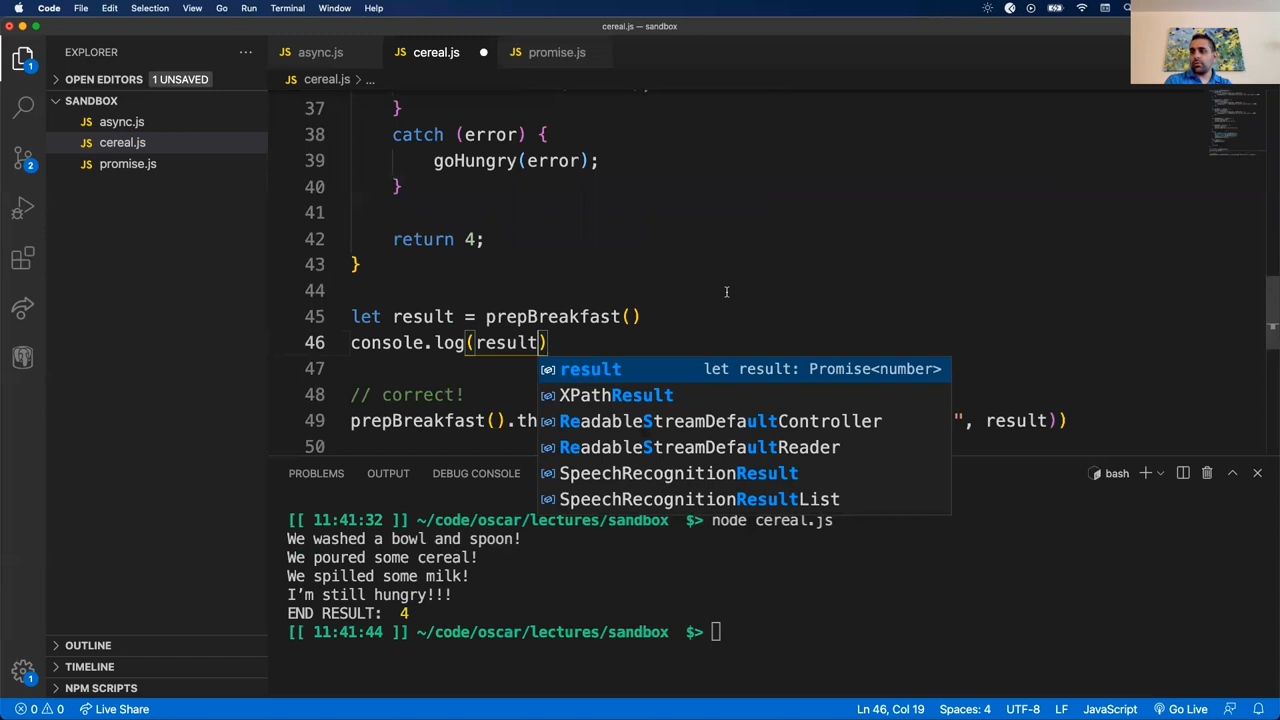 Code File Edit Selection View Go Run Terminal Window Help
cereal.js — sandbox
EXPLORER
JS async.js
JS cereal.js
JS promise.js
OPEN EDITORS 1 UNSAVED
JS cereal.js > ...
SANDBOX
JS async.js
JS cereal.js
JS promise.js
37 }
38 catch (error) {
39 goHungry(error);
40 }
41
42 return 4;
43 }
44
45 let result = prepBreakfast()
46 console.log(result)
47
result let result: Promise<number>
XPathResult
ReadableStreamDefaultController
ReadableStreamDefaultReader
SpeechRecognitionResult
SpeechRecognitionResultList
48 // correct!
49 prepBreakfast().th ", result))
50
PROBLEMS OUTPUT DEBUG CONSOLE
bash
[[ 11:41:32 ]] ~/code/oscar/lectures/sandbox $> node cereal.js
We washed a bowl and spoon!
We poured some cereal!
We spilled some milk!
I’m still hungry!!!
END RESULT: 4
[[ 11:41:44 ]] ~/code/oscar/lectures/sandbox $>
OUTLINE
TIMELINE
NPM SCRIPTS
1
2
1
0 0 Live Share
Ln 46, Col 19 Spaces: 4 UTF-8 LF JavaScript Go Live